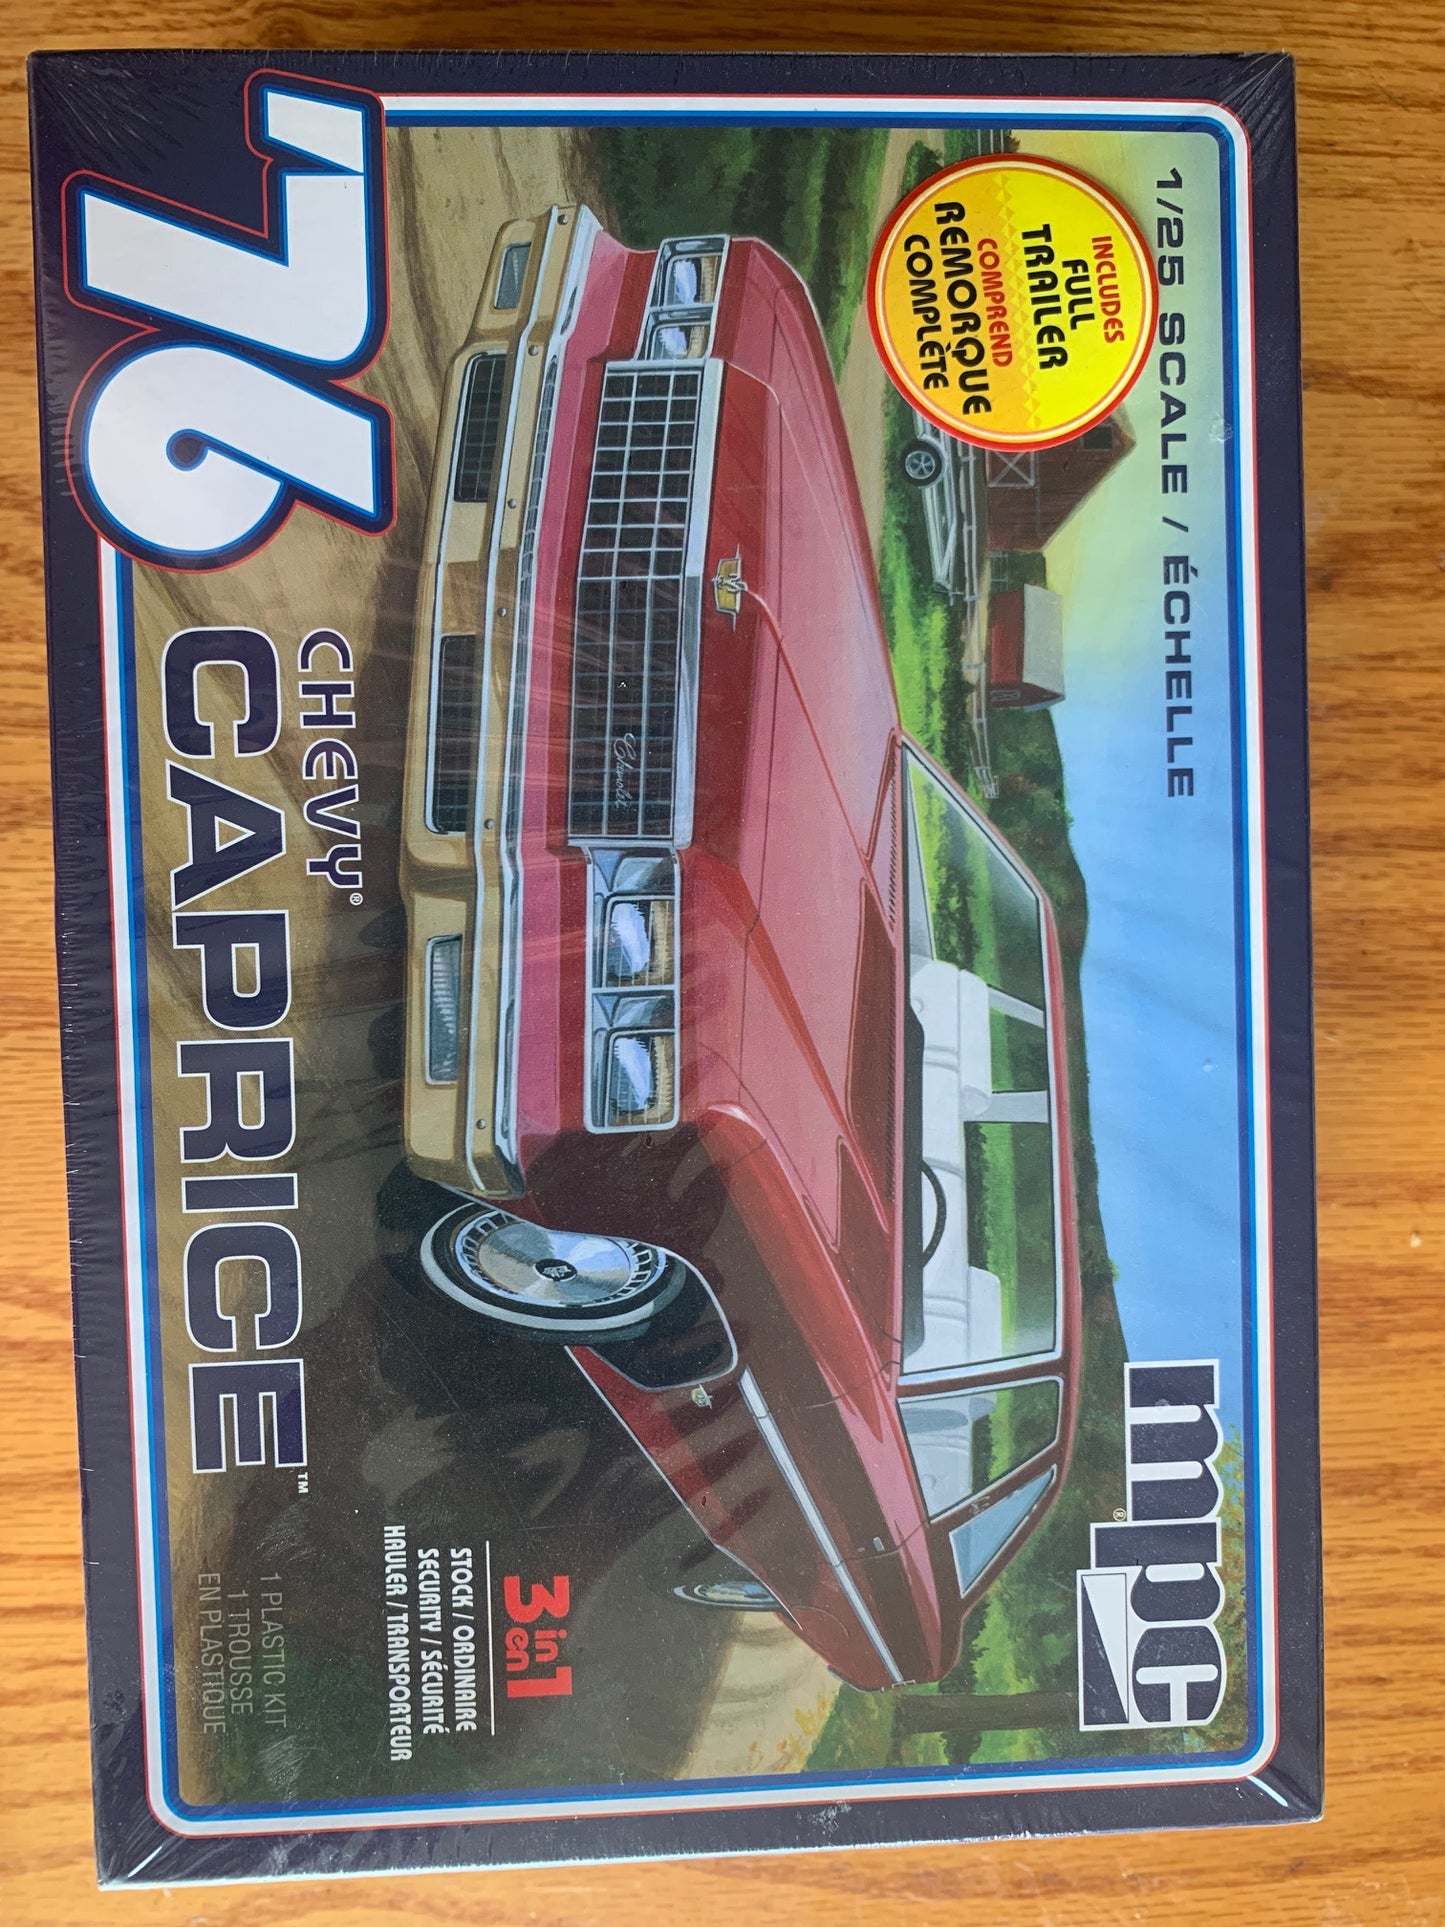 1/25 SCALE / ÉCHELLE
INCLUDES
FULL
TRAILER
COMPREND
REMORQUE
COMPLÈTE
mpc®
Chevrolet
'76
CHEVY®
CAPRICE™
3 in 1
en
STOCK / ORDINAIRE
SECURITY / SÉCURITÉ
HAULER / TRANSPORTEUR
1 PLASTIC KIT
1 TROUSSE
EN PLASTIQUE